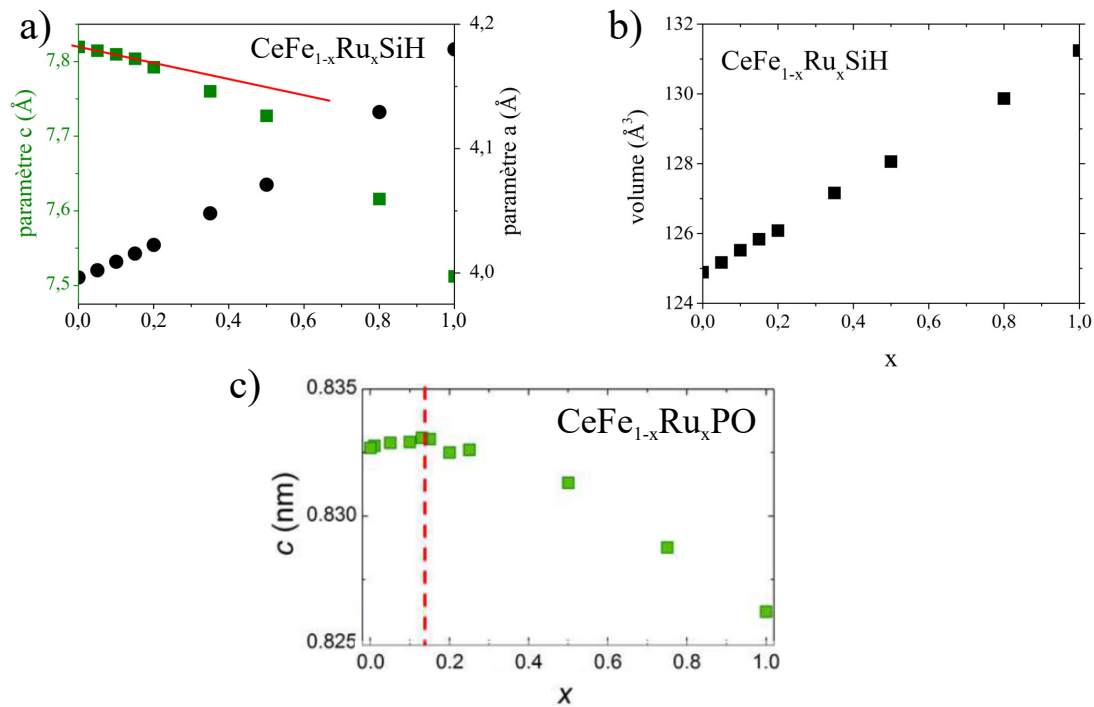 a)
CeFe1-xRuxSiH
paramètre c (Å)
7,8
7,7
7,6
7,5
4,2
4,1
4,0
paramètre a (Å)
0,0 0,2 0,4 0,6 0,8 1,0
b)
CeFe1-xRuxSiH
volume (Å3)
132
130
128
126
124
0,0 0,2 0,4 0,6 0,8 1,0
x
c)
CeFe1-xRuxPO
c (nm)
0.835
0.830
0.825
0.0 0.2 0.4 0.6 0.8 1.0
x